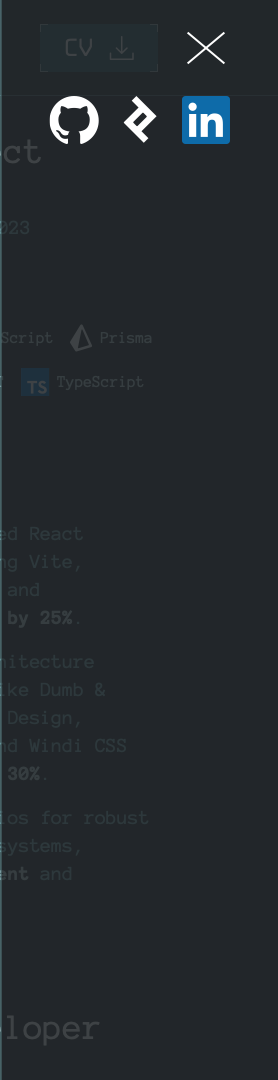 CV
in
ct
023
Script Prisma
TS TypeScript
ed React
ng Vite,
and
by 25%.
hitecture
ike Dumb &
Design,
nd Windi CSS
30%.
ios for robust
systems,
ent and
loper